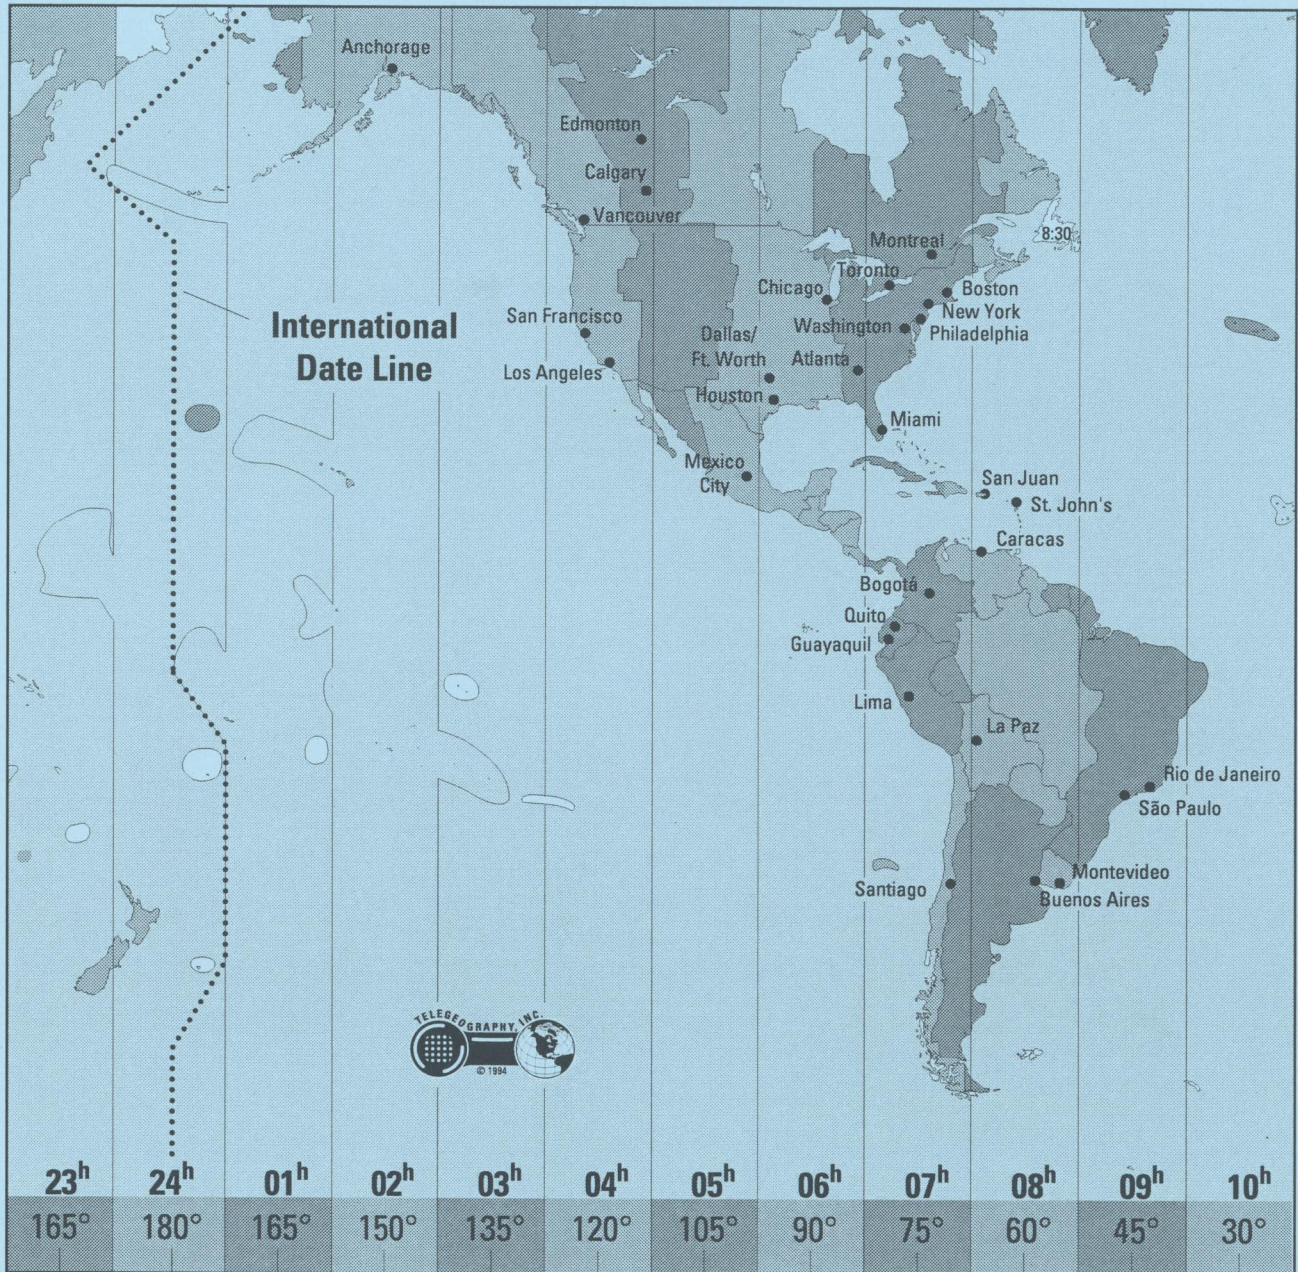 Anchorage
Edmonton
Calgary
Vancouver
8:30
Montreal
Toronto
Chicago
Boston
New York
Philadelphia
Washington
International
Date Line
San Francisco
Dallas/
Ft. Worth
Atlanta
Los Angeles
Houston
Miami
Mexico
City
San Juan
St. John's
Caracas
Bogotá
Quito
Guayaquil
Lima
La Paz
Rio de Janeiro
São Paulo
Santiago
Montevideo
Buenos Aires
TELEGEOGRAPHY, INC.
© 1994
23h 24h 01h 02h 03h 04h 05h 06h 07h 08h 09h 10h
165° 180° 165° 150° 135° 120° 105° 90° 75° 60° 45° 30°